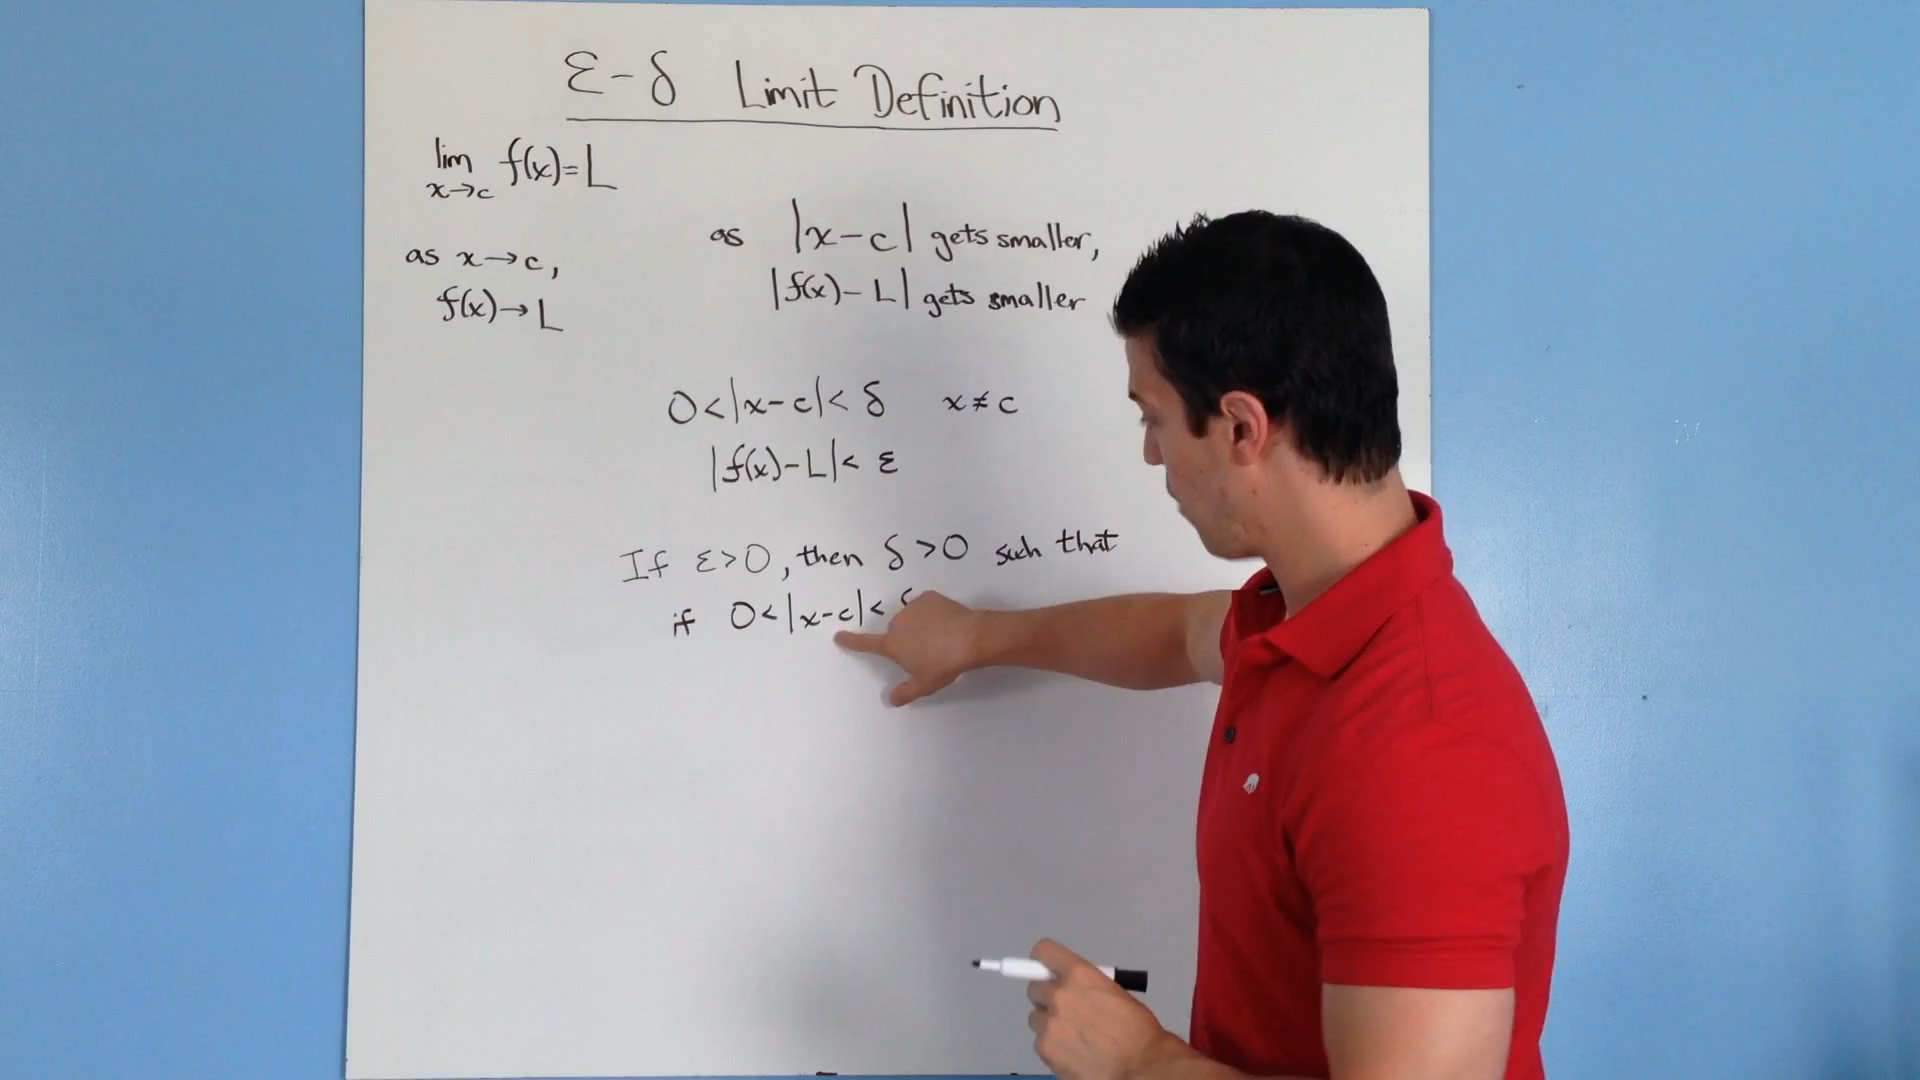 ε-δ Limit Definition
lim f(x)=L
x→c
as x→c,
f(x)→L
as |x-c| gets smaller,
|f(x)-L| gets smaller
0<|x-c|<δ x≠c
|f(x)-L|<ε
If ε>0, then δ>0 such that
if 0<|x-c|<